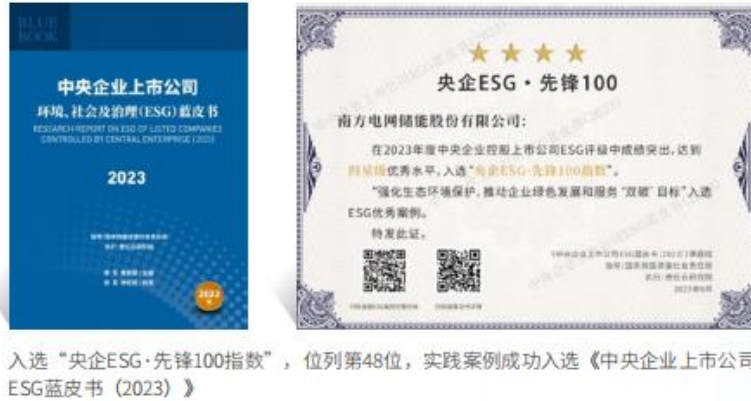 BLUE
BOOK
中央企业上市公司
环境、社会及治理(ESG)蓝皮书
RESEARCH REPORT ON ESG OF LISTED COMPANIES
CONTROLLED BY CENTRAL ENTERPRISE (2023)
2023
2023
央企ESG·先锋100
南方电网储能股份有限公司:
在2023年度中央企业控股上市公司ESG评级中成绩突出,达到
四星级优秀水平,入选“央企ESG·先锋100指数”。
“强化生态环境保护,推动企业绿色发展和服务“双碳”目标”入选
ESG优秀案例。
特发此证。
入选“央企ESG·先锋100指数”，位列第48位，实践案例成功入选《中央企业上市公司
ESG蓝皮书（2023）》